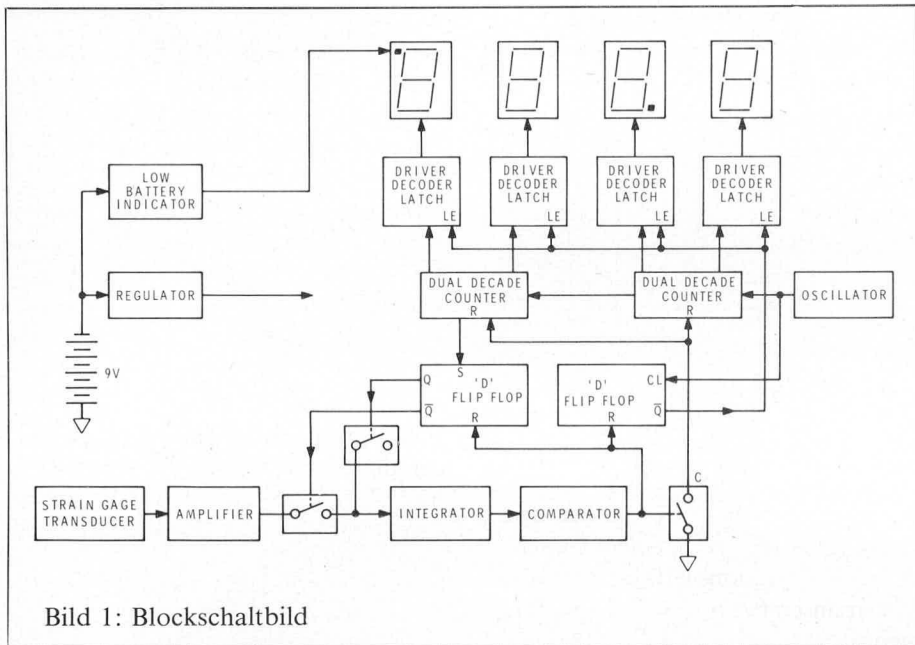 LOW
BATTERY
INDICATOR
DRIVER
DECODER
LATCH
LE
DRIVER
DECODER
LATCH
LE
DRIVER
DECODER
LATCH
LE
DRIVER
DECODER
LATCH
LE
REGULATOR
DUAL DECADE
COUNTER
R
DUAL DECADE
COUNTER
R
OSCILLATOR
9V
S
Q
'D'
FLIP FLOP
Q̅
R
'D'
FLIP FLOP
CL
Q̅
R
C
STRAIN GAGE
TRANSDUCER
AMPLIFIER
INTEGRATOR
COMPARATOR
Bild 1: Blockschaltbild